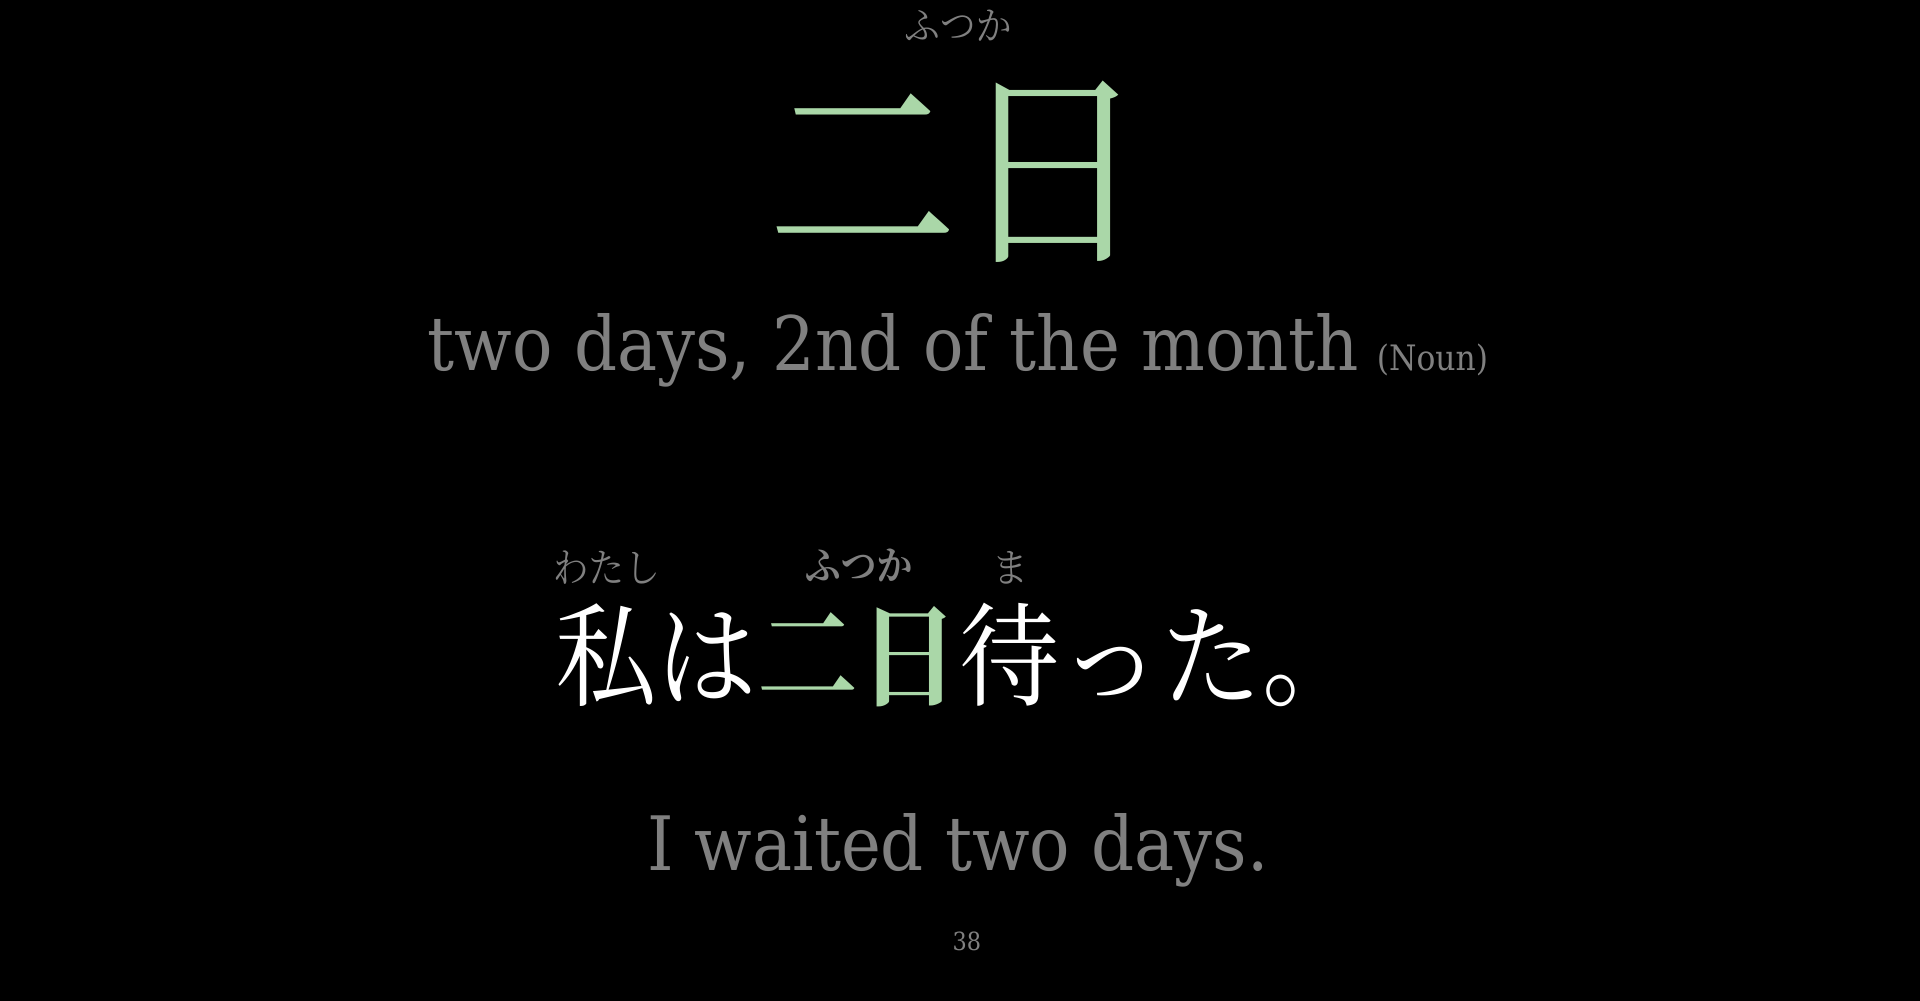 ふつか
二日
two days, 2nd of the month (Noun)
わたし ふつか ま
私は二日待った。
I waited two days.
38